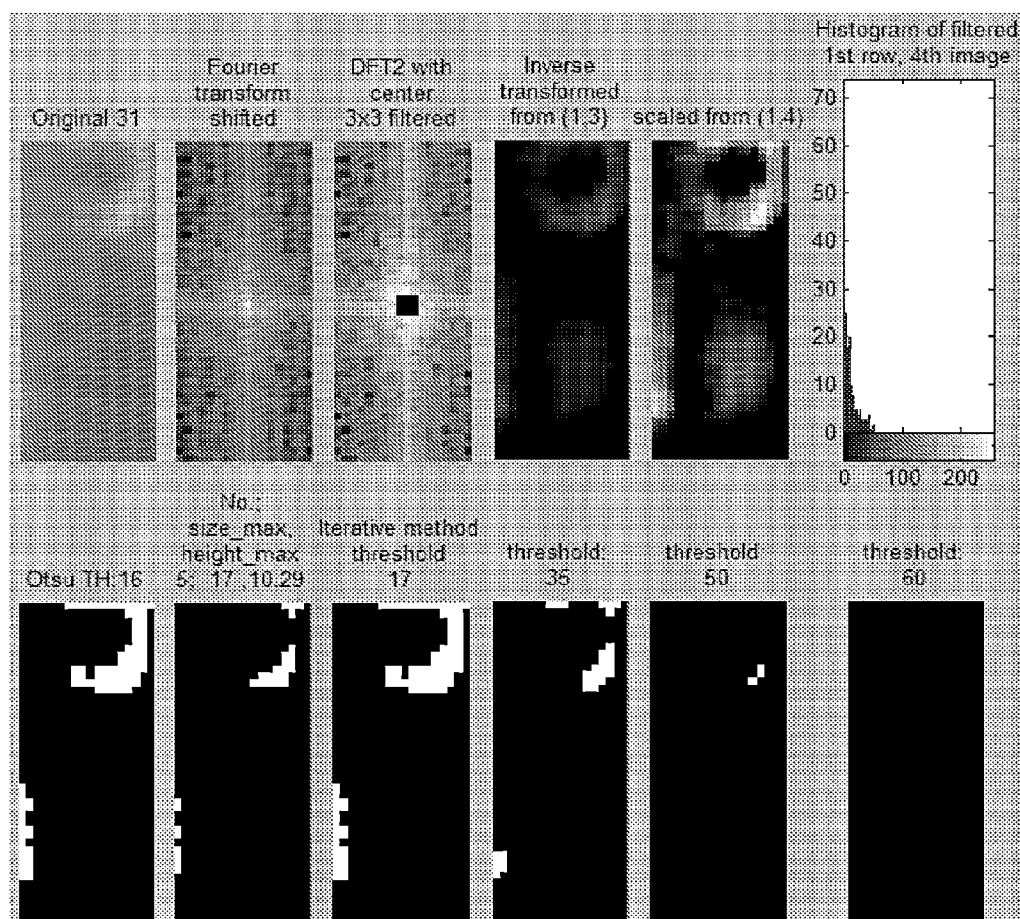 Histogram of filtered
1st row, 4th image
Fourier
transform
shifted
DFT2 with
center
3x3 filtered
Inverse
transformed
from (1,3)
Original 31
scaled from (1,4)
70
60
50
40
30
20
10
0
0 100 200
No.;
size_max,
height_max
5; 17 ,10.29
Iterative method
threshold
17
Otsu TH:16
threshold:
35
threshold
50
threshold:
60